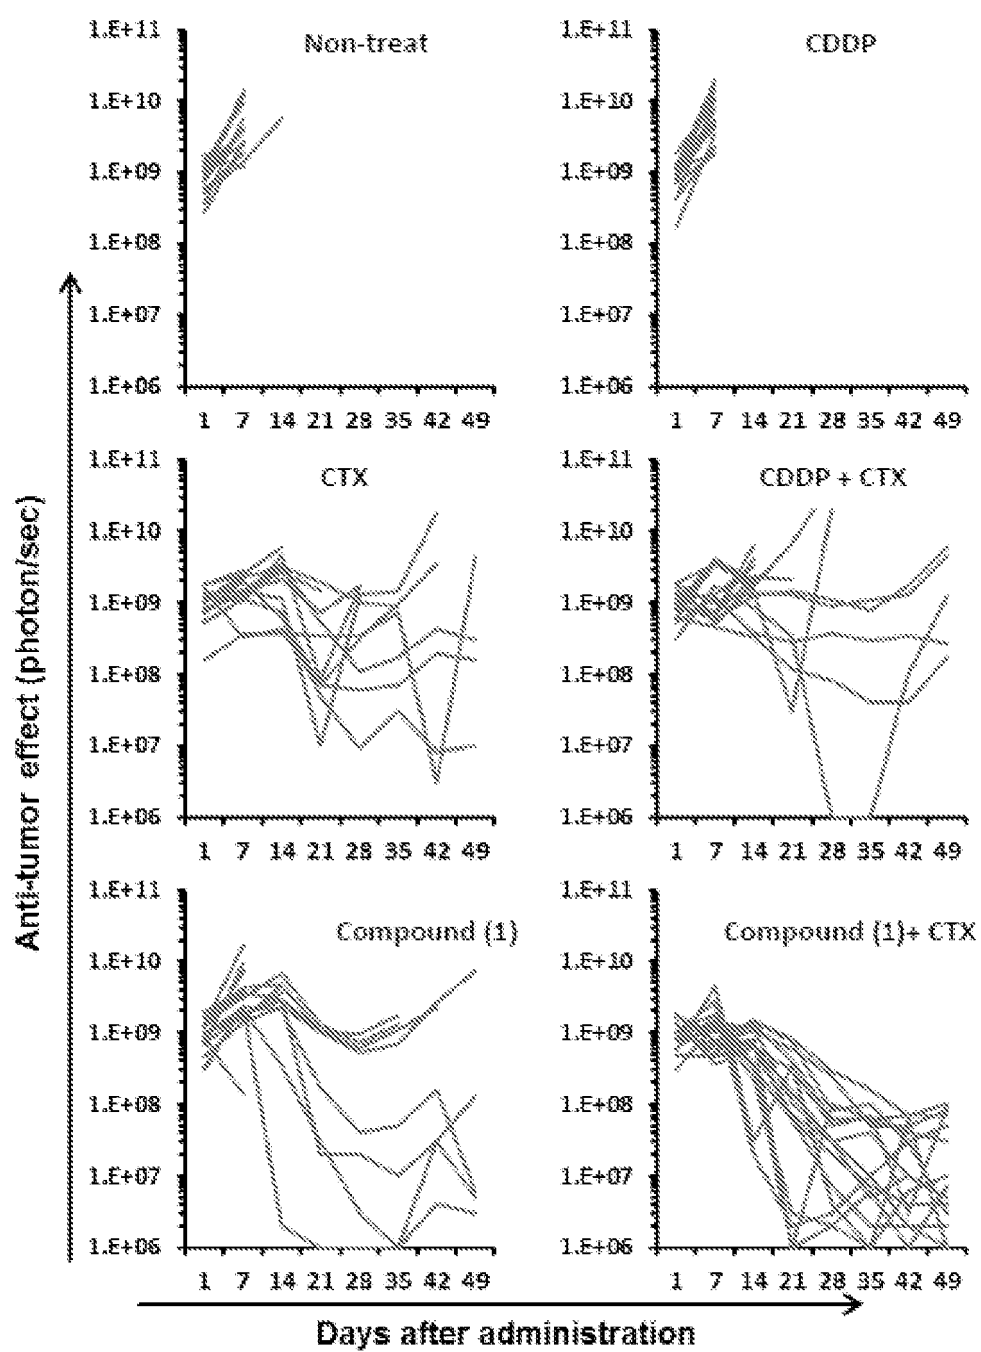 Anti-tumor effect (photon/sec)
Non-treat
1.E+11
1.E+10
1.E+09
1.E+08
1.E+07
1.E+06
1 7 14 21 28 35 42 49
CDDP
1.E+11
1.E+10
1.E+09
1.E+08
1.E+07
1.E+06
1 7 14 21 28 35 42 49
CTX
1.E+11
1.E+10
1.E+09
1.E+08
1.E+07
1.E+06
1 7 14 21 28 35 42 49
CDDP + CTX
1.E+11
1.E+10
1.E+09
1.E+08
1.E+07
1.E+06
1 7 14 21 28 35 42 49
Compound (1)
1.E+11
1.E+10
1.E+09
1.E+08
1.E+07
1.E+06
1 7 14 21 28 35 42 49
Compound (1)+ CTX
1.E+11
1.E+10
1.E+09
1.E+08
1.E+07
1.E+06
1 7 14 21 28 35 42 49
Days after administration